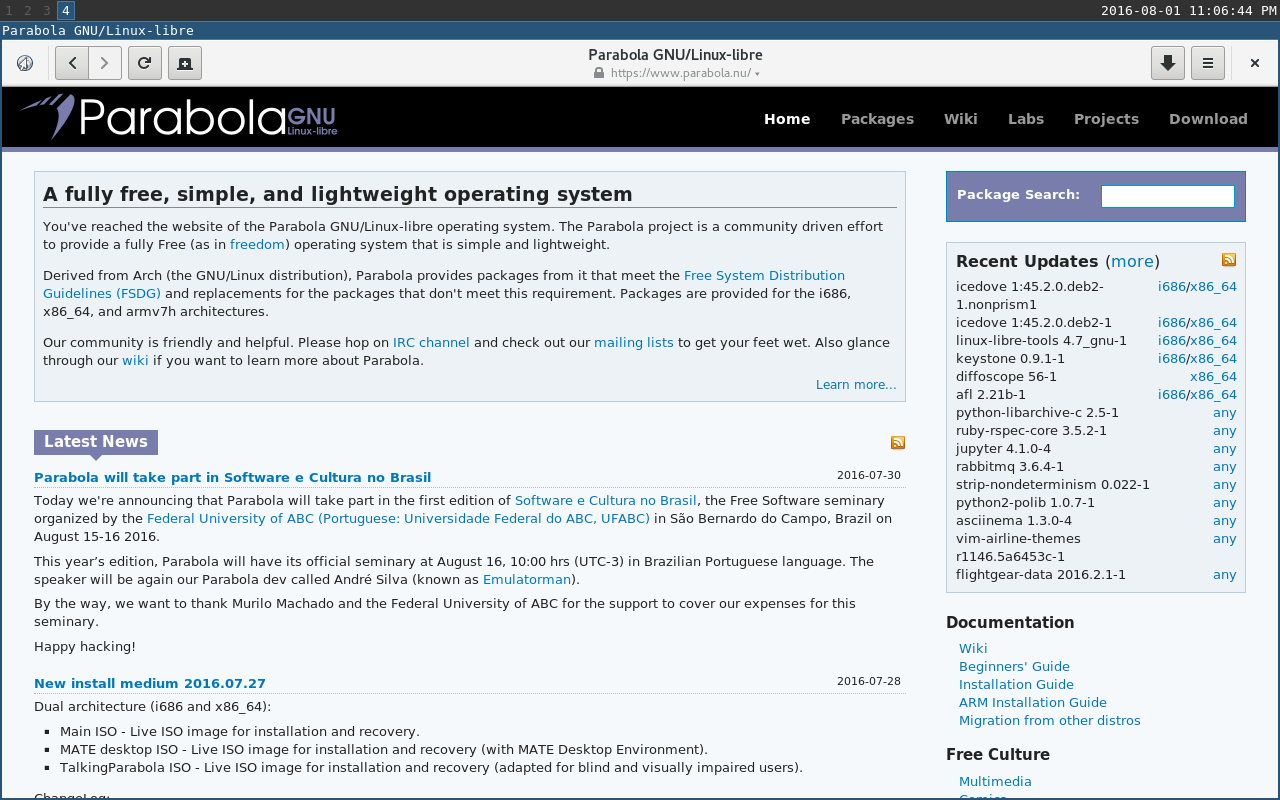 1 2 3 4 2016-08-01 11:06:44 PM
Parabola GNU/Linux-libre
Parabola GNU/Linux-libre
https://www.parabola.nu/
Parabola GNU Linux-libre
Home Packages Wiki Labs Projects Download
A fully free, simple, and lightweight operating system
You've reached the website of the Parabola GNU/Linux-libre operating system. The Parabola project is a community driven effort
to provide a fully Free (as in freedom) operating system that is simple and lightweight.
Derived from Arch (the GNU/Linux distribution), Parabola provides packages from it that meet the Free System Distribution
Guidelines (FSDG) and replacements for the packages that don't meet this requirement. Packages are provided for the i686,
x86_64, and armv7h architectures.
Our community is friendly and helpful. Please hop on IRC channel and check out our mailing lists to get your feet wet. Also glance
through our wiki if you want to learn more about Parabola.
Learn more...
Latest News
Parabola will take part in Software e Cultura no Brasil 2016-07-30
Today we're announcing that Parabola will take part in the first edition of Software e Cultura no Brasil, the Free Software seminary
organized by the Federal University of ABC (Portuguese: Universidade Federal do ABC, UFABC) in São Bernardo do Campo, Brazil on
August 15-16 2016.
This year’s edition, Parabola will have its official seminary at August 16, 10:00 hrs (UTC-3) in Brazilian Portuguese language. The
speaker will be again our Parabola dev called André Silva (known as Emulatorman).
By the way, we want to thank Murilo Machado and the Federal University of ABC for the support to cover our expenses for this
seminary.
Happy hacking!
New install medium 2016.07.27 2016-07-28
Dual architecture (i686 and x86_64):
Main ISO - Live ISO image for installation and recovery.
MATE desktop ISO - Live ISO image for installation and recovery (with MATE Desktop Environment).
TalkingParabola ISO - Live ISO image for installation and recovery (adapted for blind and visually impaired users).
ChangeLog:
Package Search:
Recent Updates (more)
icedove 1:45.2.0.deb2- i686/x86_64
1.nonprism1
icedove 1:45.2.0.deb2-1 i686/x86_64
linux-libre-tools 4.7_gnu-1 i686/x86_64
keystone 0.9.1-1 i686/x86_64
diffoscope 56-1 x86_64
afl 2.21b-1 i686/x86_64
python-libarchive-c 2.5-1 any
ruby-rspec-core 3.5.2-1 any
jupyter 4.1.0-4 any
rabbitmq 3.6.4-1 any
strip-nondeterminism 0.022-1 any
python2-polib 1.0.7-1 any
asciinema 1.3.0-4 any
vim-airline-themes any
r1146.5a6453c-1
flightgear-data 2016.2.1-1 any
Documentation
Wiki
Beginners' Guide
Installation Guide
ARM Installation Guide
Migration from other distros
Free Culture
Multimedia
Comics